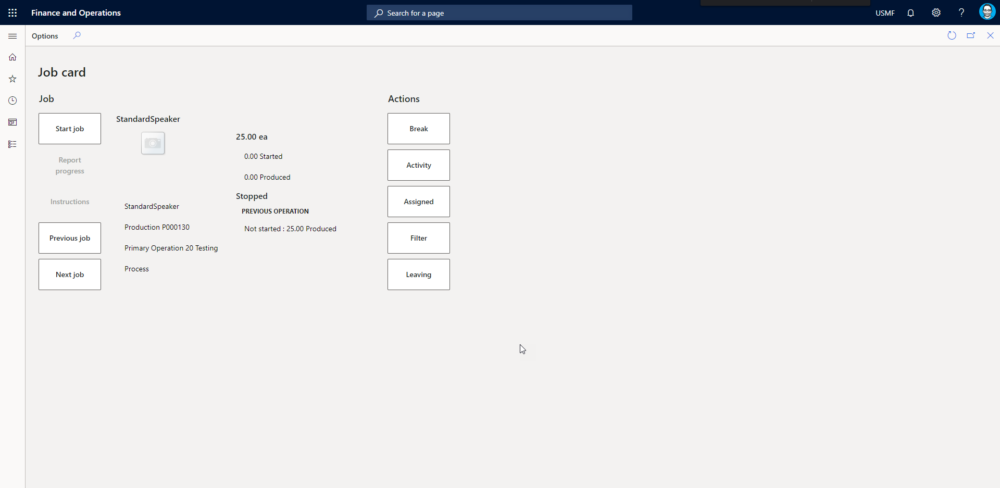 Finance and Operations
Search for a page
USMF
Options
Job card
Job
Actions
Start job
StandardSpeaker
Break
25.00 ea
Report
progress
0.00 Started
Activity
0.00 Produced
Instructions
Stopped
Assigned
StandardSpeaker
PREVIOUS OPERATION
Production P000130
Not started : 25.00 Produced
Previous job
Filter
Primary Operation 20 Testing
Process
Next job
Leaving